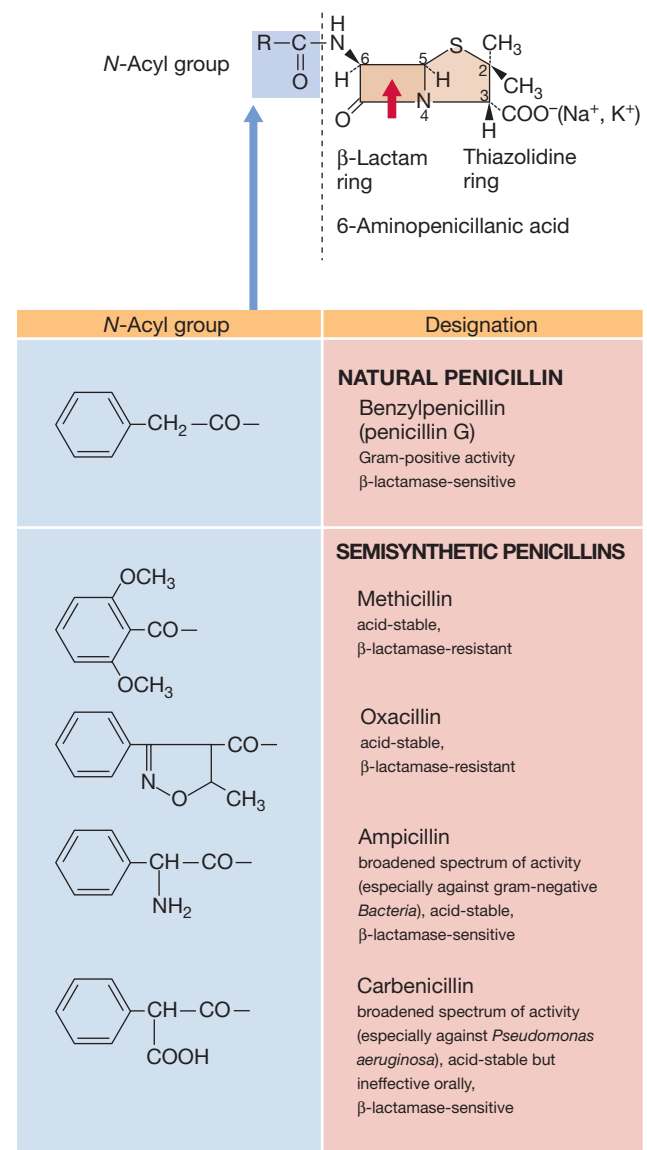 N-Acyl group
R—C—N
H
O
H
6
5
S
CH3
2
CH3
H
N
4
3
O
COO−(Na+, K+)
H
β-Lactam
ring
Thiazolidine
ring
6-Aminopenicillanic acid
N-Acyl group
Designation
CH2—CO—
NATURAL PENICILLIN
Benzylpenicillin
(penicillin G)
Gram-positive activity
β-lactamase-sensitive
SEMISYNTHETIC PENICILLINS
OCH3
CO—
OCH3
Methicillin
acid-stable,
β-lactamase-resistant
CO—
N
O
CH3
Oxacillin
acid-stable,
β-lactamase-resistant
CH—CO—
NH2
Ampicillin
broadened spectrum of activity
(especially against gram-negative
Bacteria), acid-stable,
β-lactamase-sensitive
CH—CO—
COOH
Carbenicillin
broadened spectrum of activity
(especially against Pseudomonas
aeruginosa), acid-stable but
ineffective orally,
β-lactamase-sensitive